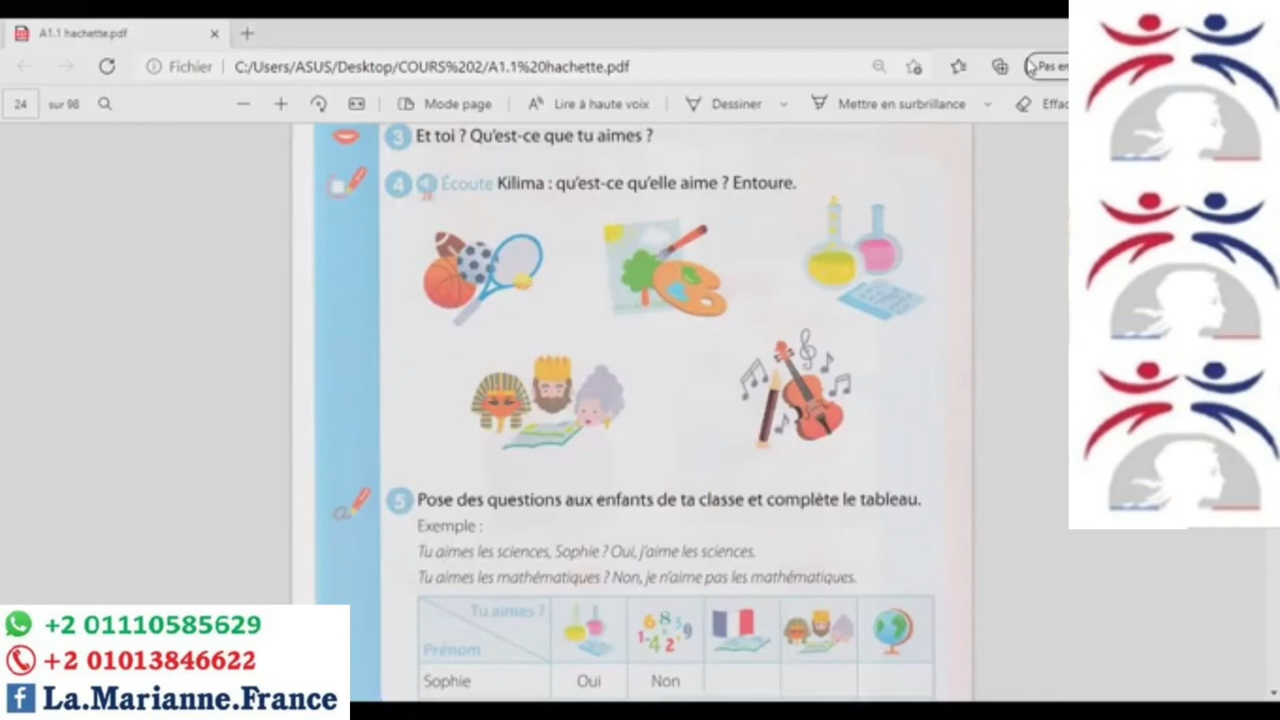 A1.1 hachette.pdf
Fichier
C:/Users/ASUS/Desktop/COURS%202/A1.1%20hachette.pdf
Pas en
24
sur 98
Mode page
Lire à haute voix
Dessiner
Mettre en surbrillance
Effac
3 Et toi ? Qu'est-ce que tu aimes ?
4 Écoute Kilima : qu'est-ce qu'elle aime ? Entoure.
5 Pose des questions aux enfants de ta classe et complète le tableau.
Exemple :
Tu aimes les sciences, Sophie ? Oui, j'aime les sciences.
Tu aimes les mathématiques ? Non, je n'aime pas les mathématiques.
Tu aimes ?
Prénom
Sophie Oui Non
+2 01110585629
+2 01013846622
La.Marianne.France